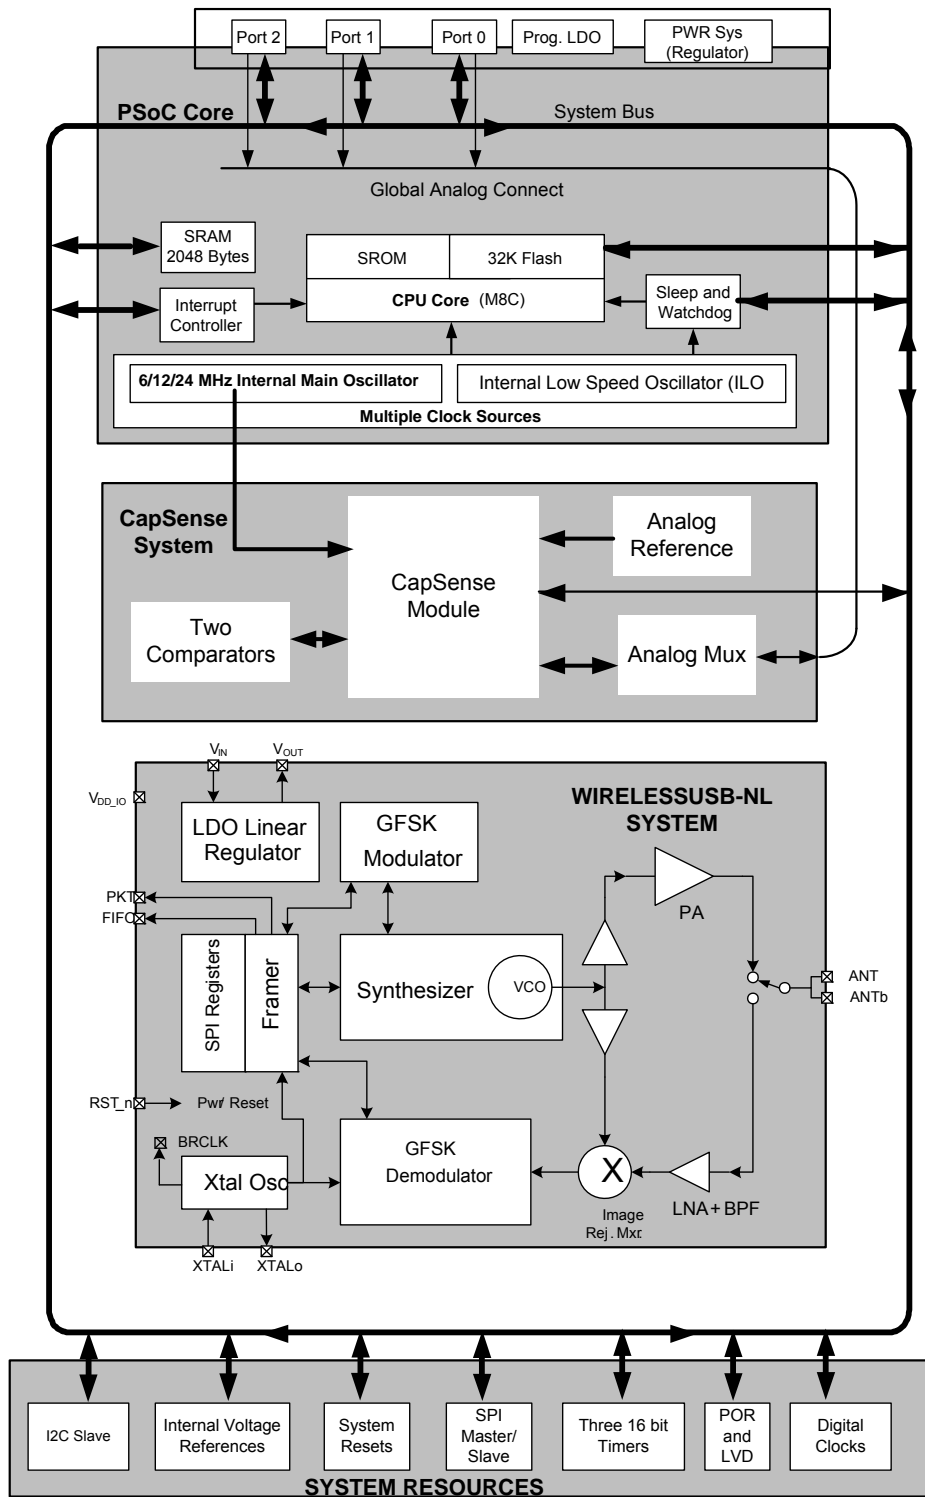 Port 2
Port 1
Port 0
Prog. LDO
PWR Sys
(Regulator)
PSoC Core
System Bus
Global Analog Connect
SRAM
2048 Bytes
SROM
32K Flash
CPU Core (M8C)
Interrupt
Controller
Sleep and
Watchdog
6/12/24 MHz Internal Main Oscillator
Internal Low Speed Oscillator (ILO
Multiple Clock Sources
CapSense
System
CapSense
Module
Analog
Reference
Two
Comparators
Analog Mux
VIN
VOUT
VDD_IO
WIRELESSUSB-NL
SYSTEM
LDO Linear
Regulator
GFSK
Modulator
PA
PKT
FIFO
SPI Registers
Framer
Synthesizer
VCO
ANT
ANTb
RST_n
Pwr/ Reset
BRCLK
Xtal Osc
GFSK
Demodulator
X
LNA + BPF
Image
Rej. Mxr.
XTALi
XTALo
I2C Slave
Internal Voltage
References
System
Resets
SPI
Master/
Slave
Three 16 bit
Timers
POR
and
LVD
Digital
Clocks
SYSTEM RESOURCES